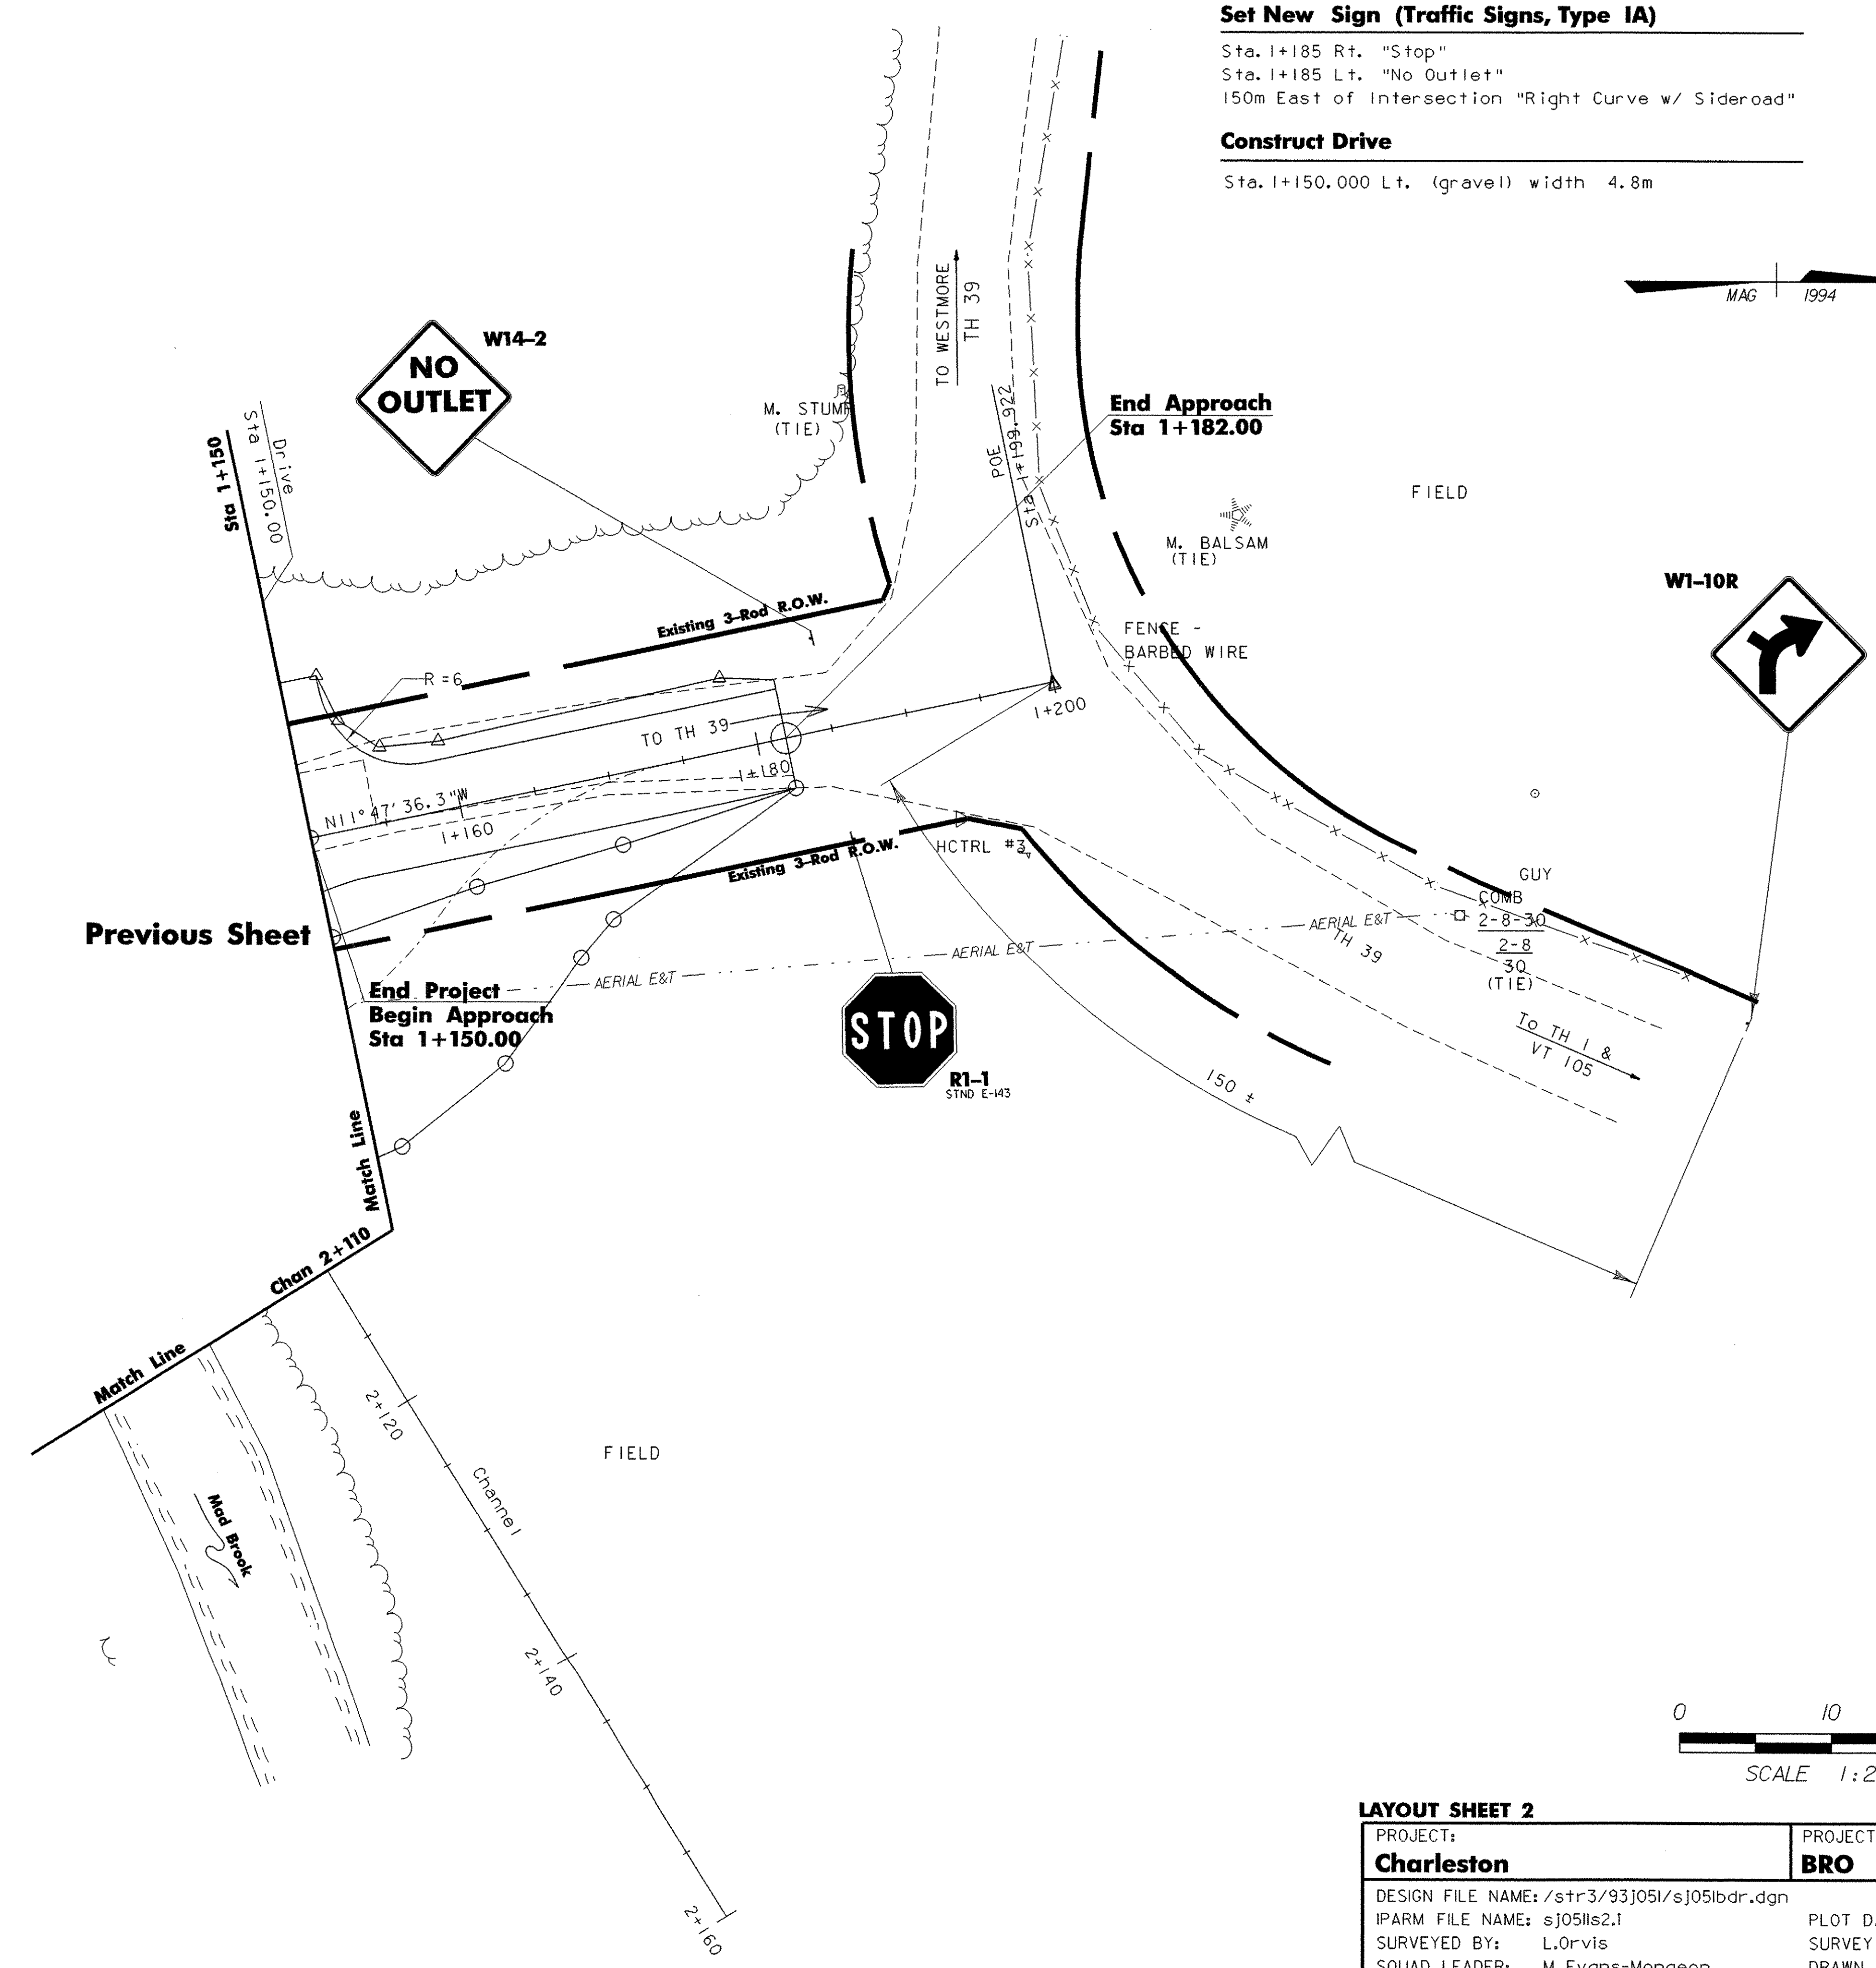 Set New Sign (Traffic Signs, Type IA)
Sta. 1+185 Rt. "Stop"
Sta. 1+185 Lt. "No Outlet"
150m East of Intersection "Right Curve w/ Sideroad"
Construct Drive
Sta. 1+150.000 Lt. (gravel) width 4.8m
MAG 1994
W14-2
NO
OUTLET
TO WESTMORE
TH 39
M. STUMP
(TIE)
End Approach
Sta 1+182.00
POE
Sta 1+199.922
Sta 1+150
Drive
Sta 1+150.00
FIELD
M. BALSAM
(TIE)
W1-10R
Existing 3-Rod R.O.W.
FENCE -
BARBED WIRE
R=6
TO TH 39
1+200
1+180
N11°47'36.3"W
1+160
HCTRL #3
Existing 3-Rod R.O.W.
GUY
COMB
2-8-30
2-8
30
(TIE)
AERIAL E&T
AERIAL E&T
AERIAL E&T
TH 39
Previous Sheet
End Project
Begin Approach
Sta 1+150.00
STOP
R1-1
STND E-143
To TH 1 &
VT 105
150 ±
Match Line
Chan 2+110
Match Line
2+120
FIELD
Channel
Mad Brook
2+140
2+160
0 10
SCALE 1:2
LAYOUT SHEET 2
PROJECT: PROJECT
Charleston BRO
DESIGN FILE NAME: /str3/93j051/sj051bdr.dgn
IPARM FILE NAME: sj051ls2.i PLOT D
SURVEYED BY: L.Orvis SURVEY
SQUAD LEADER: M.Evans-Mongeon DRAWN